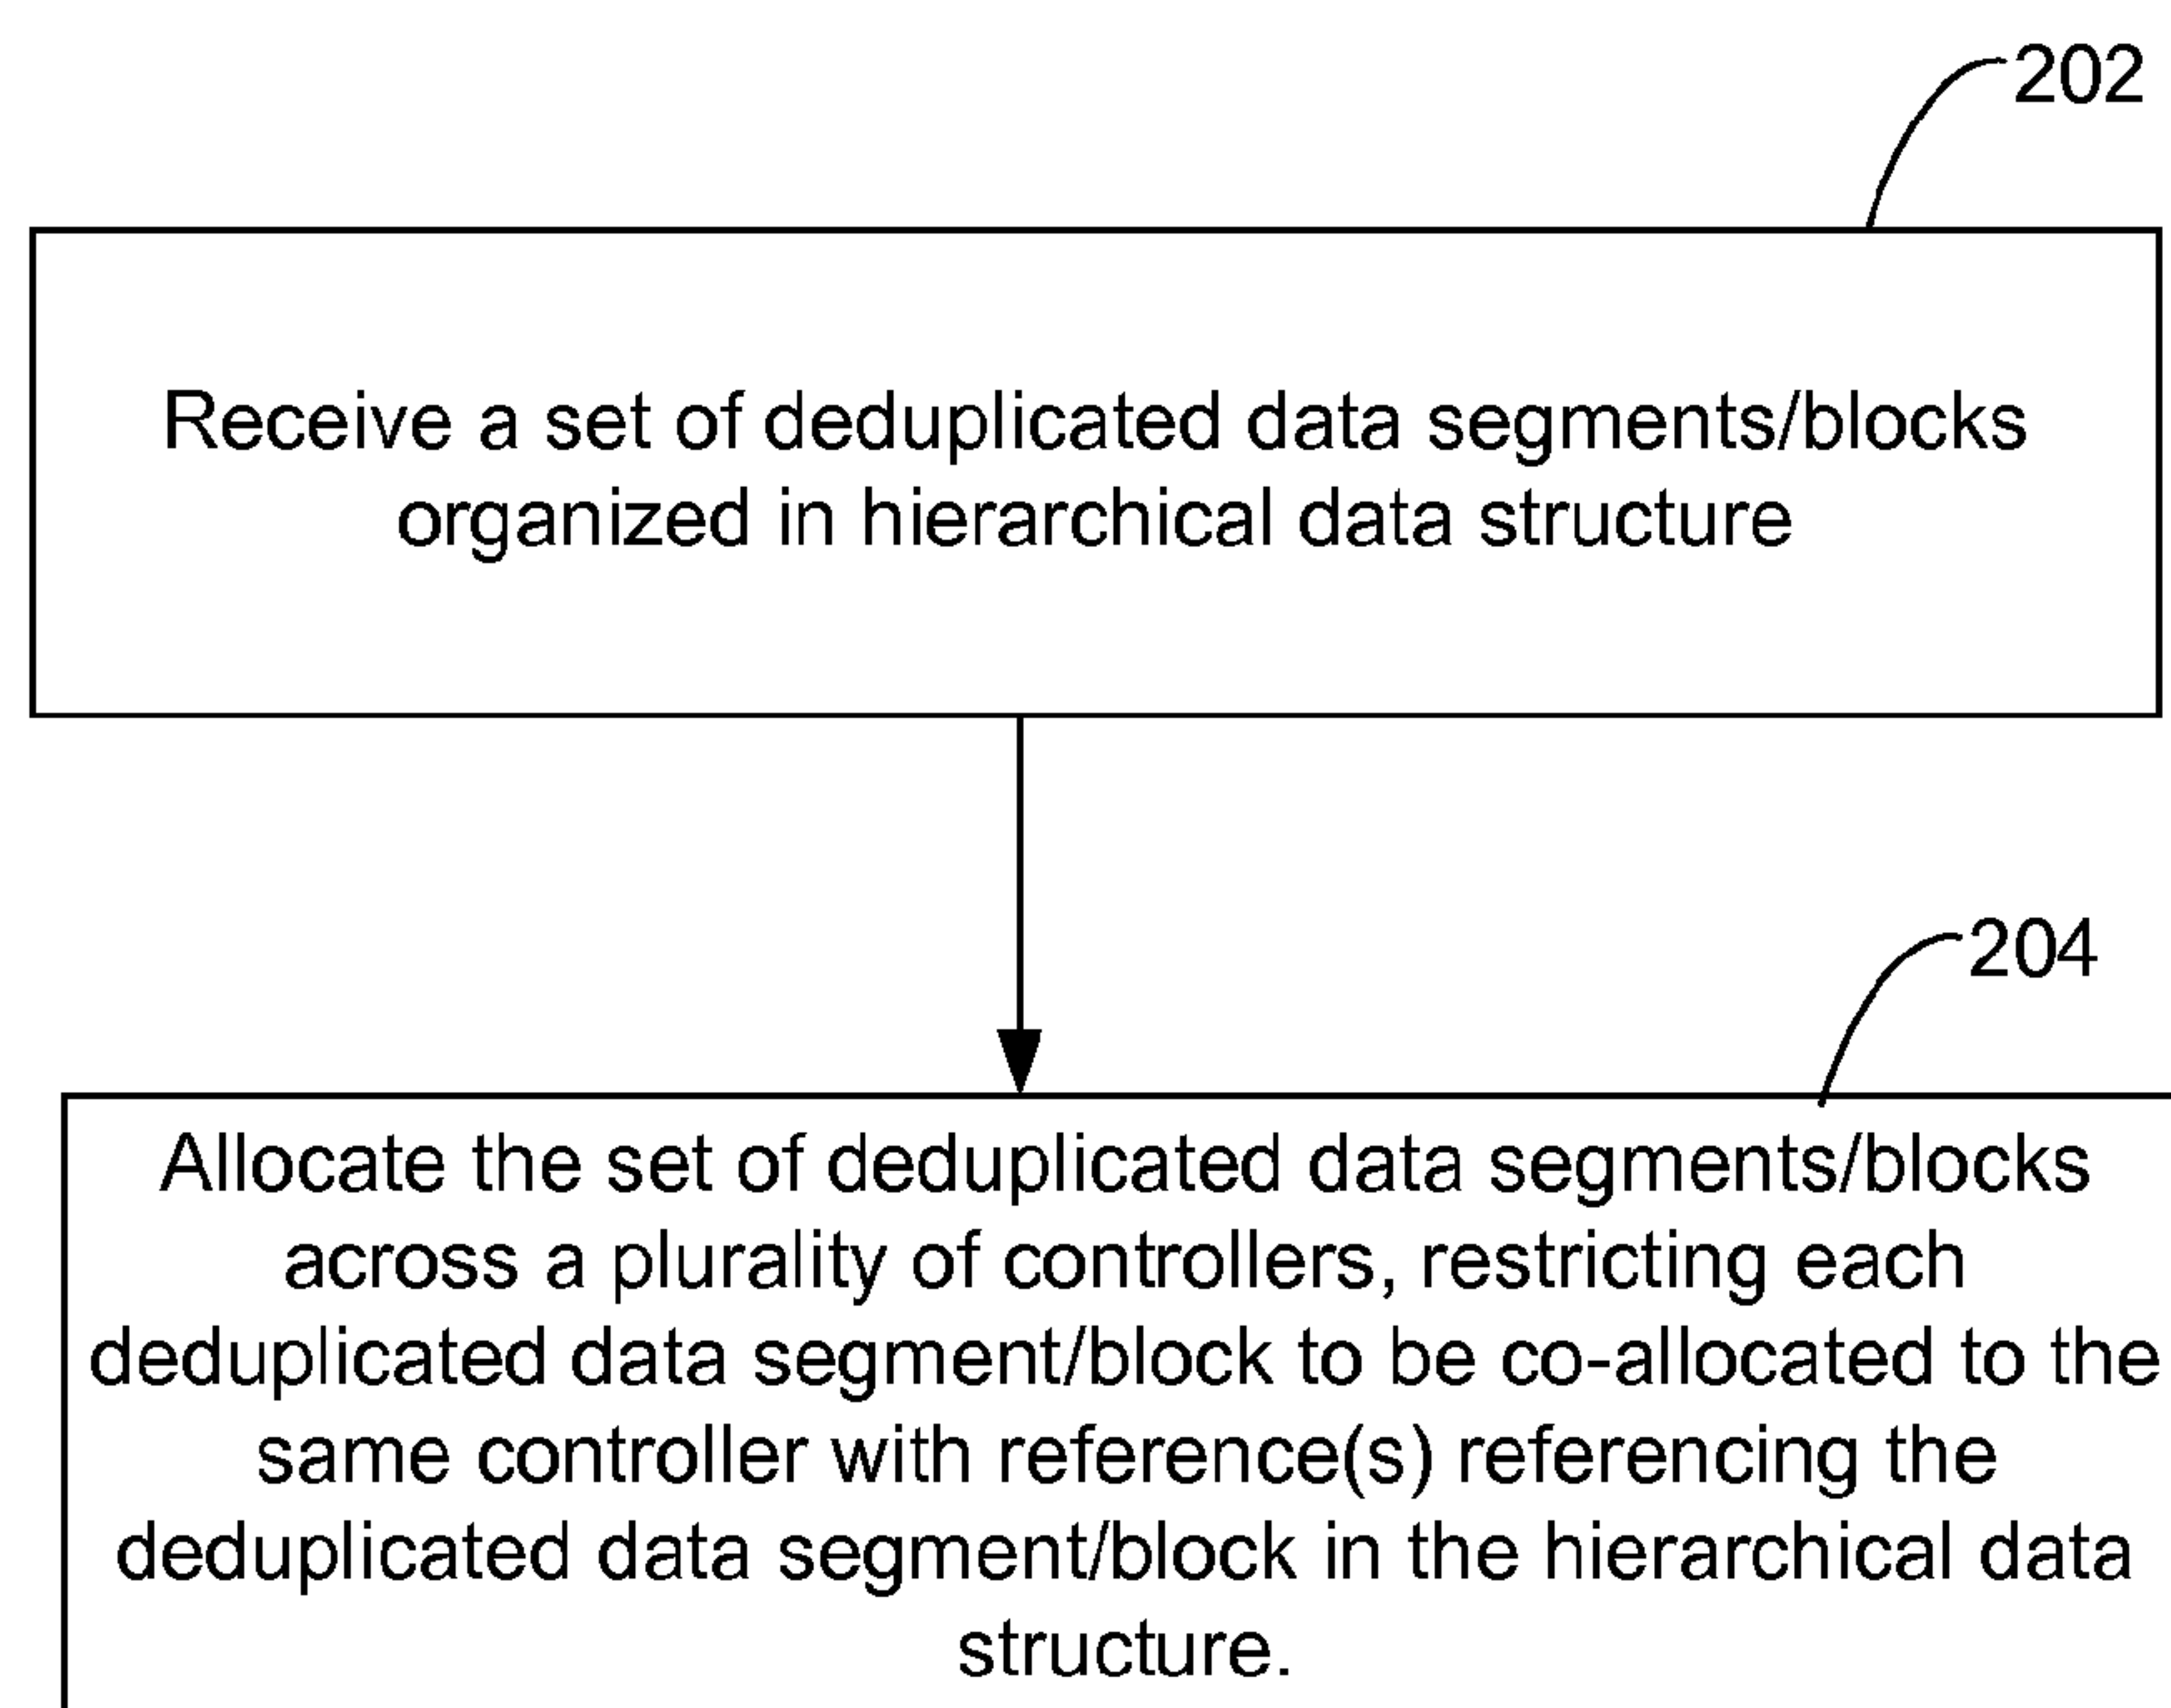 202
Receive a set of deduplicated data segments/blocks
organized in hierarchical data structure
204
Allocate the set of deduplicated data segments/blocks
across a plurality of controllers, restricting each
deduplicated data segment/block to be co-allocated to the
same controller with reference(s) referencing the
deduplicated data segment/block in the hierarchical data
structure.